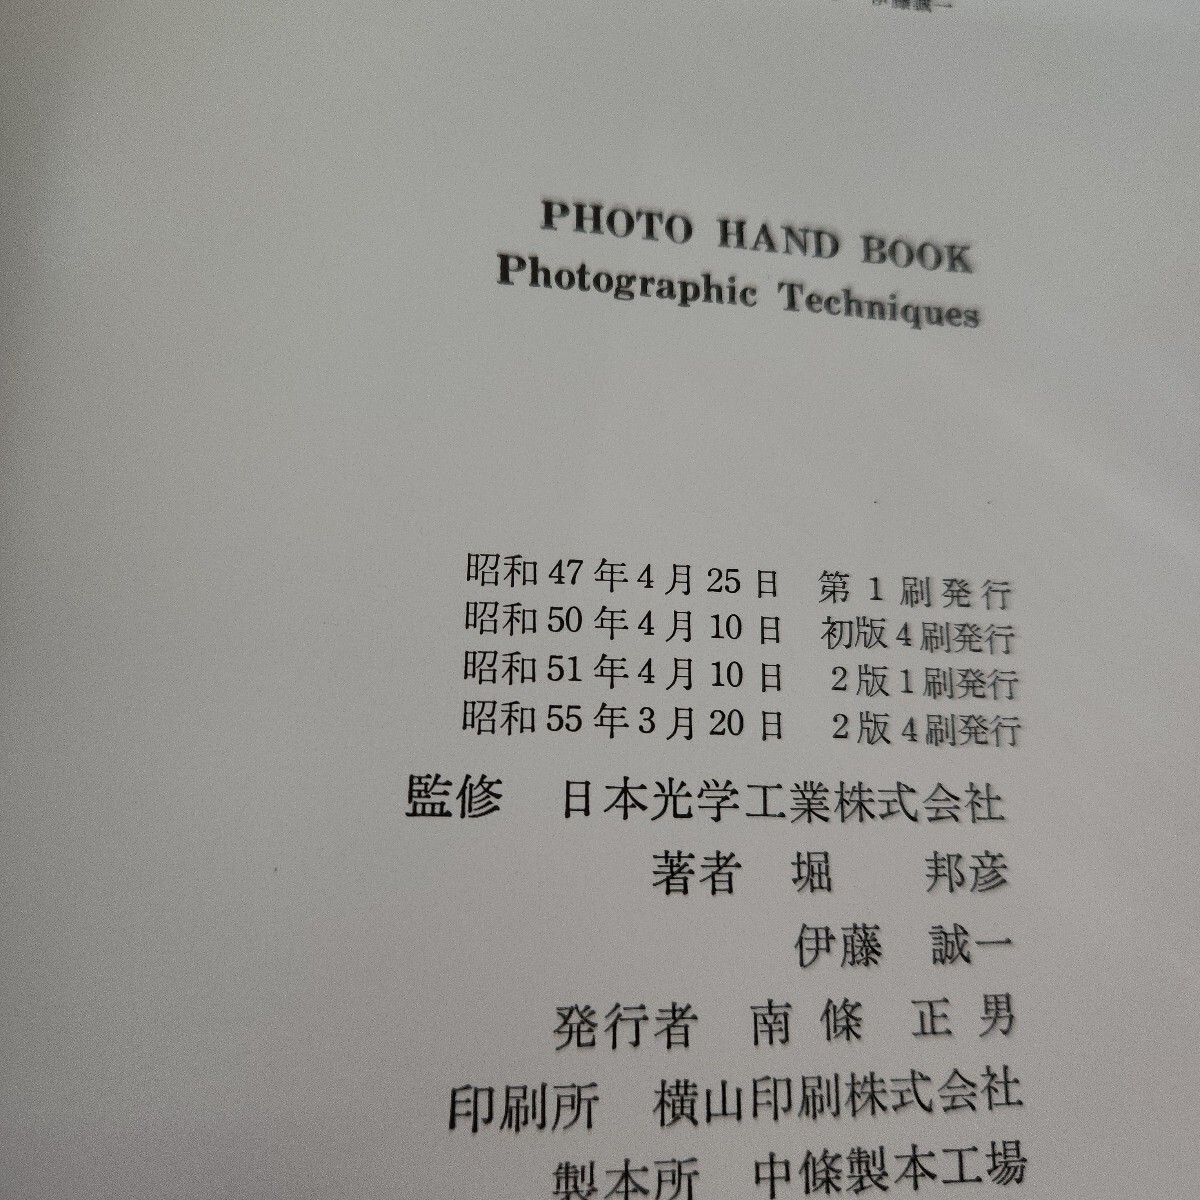 伊藤誠一
PHOTO HAND BOOK
Photographic Techniques
昭和47年4月25日 第1刷発行
昭和50年4月10日 初版4刷発行
昭和51年4月10日 2版1刷発行
昭和55年3月20日 2版4刷発行
監修 日本光学工業株式会社
著者 堀 邦彦
伊藤 誠一
発行者 南條 正男
印刷所 横山印刷株式会社
製本所 中條製本工場